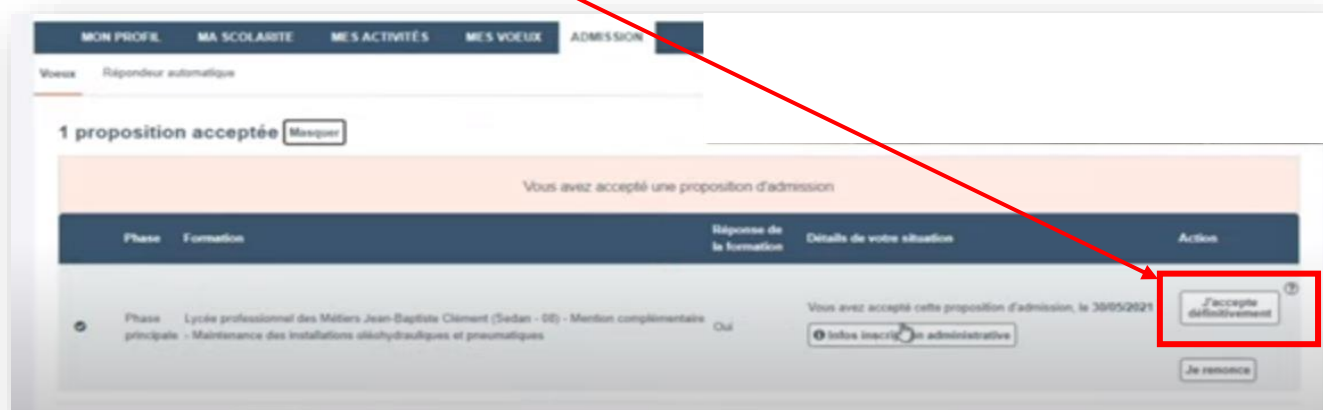 MON PROFIL MA SCOLARITE MES ACTIVITÉS MES VOEUX ADMISSION
Voeux Répondeur automatique
1 proposition acceptée Masquer
Vous avez accepté une proposition d'admission
Phase Formation Réponse de la formation Détails de votre situation Action
Phase principale Lycée professionnel des Métiers Jean-Baptiste Clément (Sedan - 08) - Mention complémentaire - Maintenance des installations oléohydrauliques et pneumatiques Oui Vous avez accepté cette proposition d'admission, le 30/05/2021 J'accepte définitivement ?
Infos administrative
Je renonce